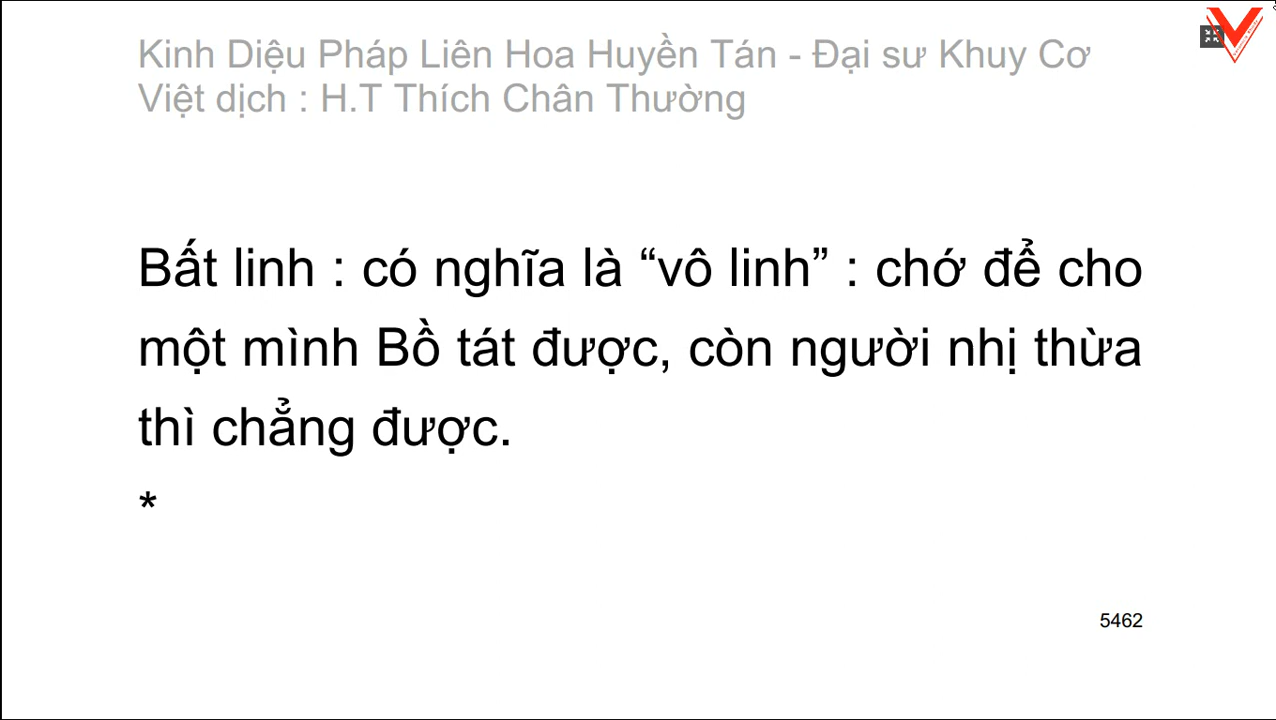 Kinh Diệu Pháp Liên Hoa Huyền Tán - Đại sư Khuy Cơ
Việt dịch : H.T Thích Chân Thường
Bất linh : có nghĩa là “vô linh” : chớ để cho
một mình Bồ tát được, còn người nhị thừa
thì chẳng được.
*
5462